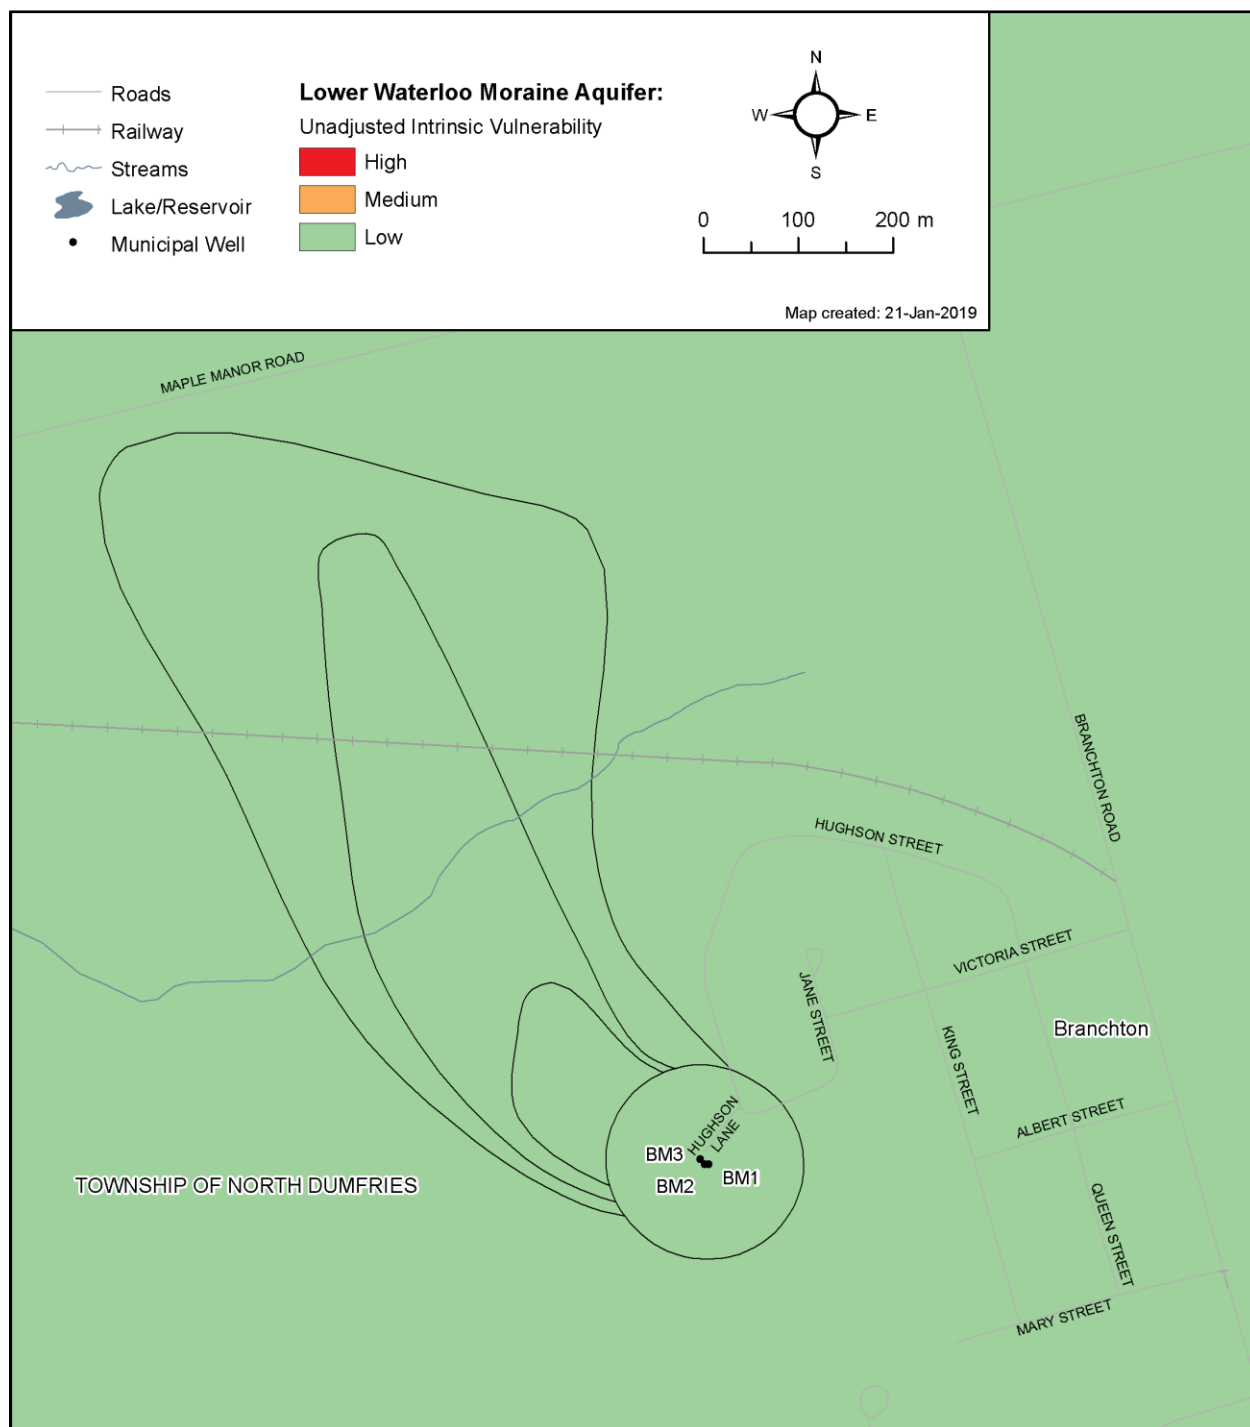 Roads
Railway
Streams
Lake/Reservoir
Municipal Well
Lower Waterloo Moraine Aquifer:
Unadjusted Intrinsic Vulnerability
High
Medium
Low
N
W
E
S
0 100 200 m
Map created: 21-Jan-2019
MAPLE MANOR ROAD
BRANCHTON ROAD
HUGHSON STREET
VICTORIA STREET
JANE STREET
Branchton
KING STREET
ALBERT STREET
HUGHSON
LANE
BM3
BM1
BM2
TOWNSHIP OF NORTH DUMFRIES
QUEEN STREET
MARY STREET